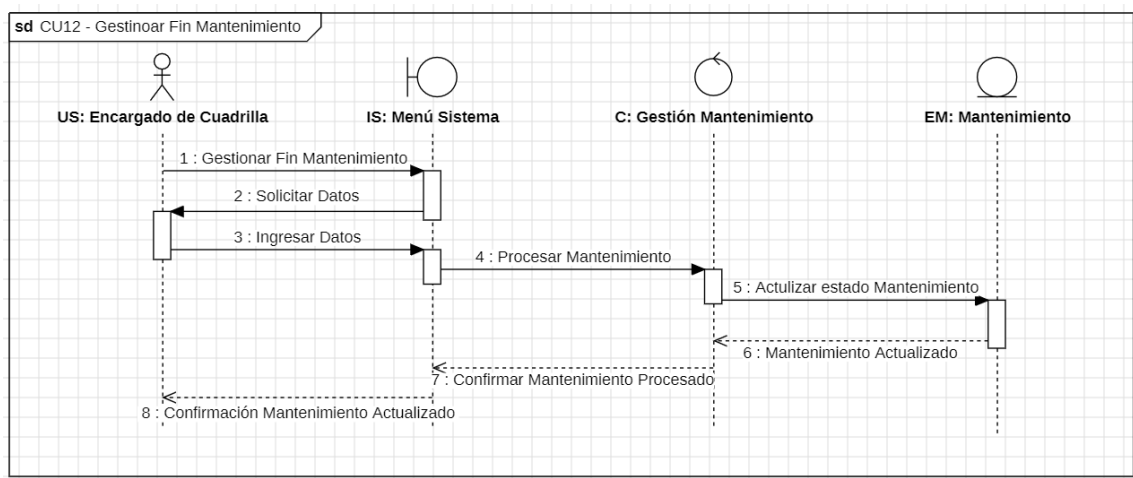 sd CU12 - Gestinoar Fin Mantenimiento
US: Encargado de Cuadrilla
IS: Menú Sistema
C: Gestión Mantenimiento
EM: Mantenimiento
1 : Gestionar Fin Mantenimiento
2 : Solicitar Datos
3 : Ingresar Datos
4 : Procesar Mantenimiento
5 : Actulizar estado Mantenimiento
6 : Mantenimiento Actualizado
7 : Confirmar Mantenimiento Procesado
8 : Confirmación Mantenimiento Actualizado